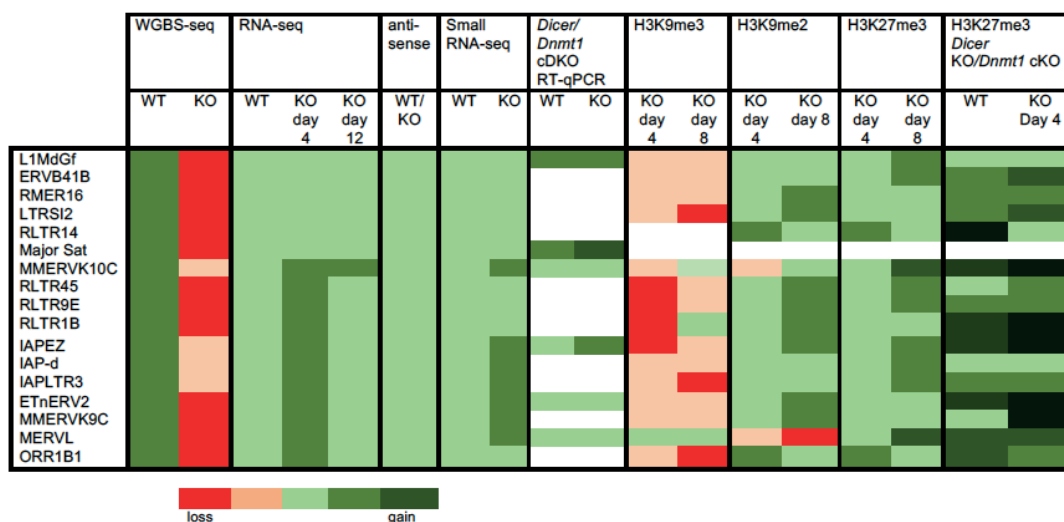 WGBS-seq RNA-seq anti-sense Small RNA-seq Dicer/Dnmt1 cDKO RT-qPCR H3K9me3 H3K9me2 H3K27me3 H3K27me3 Dicer KO/Dnmt1 cKO
WT KO WT KO day 4 KO day 12 WT/KO WT KO WT KO KO day 4 KO day 8 KO day 4 KO day 8 KO day 4 KO day 8 WT KO Day 4
L1MdGf
ERVB41B
RMER16
LTRSI2
RLTR14
Major Sat
MMERVK10C
RLTR45
RLTR9E
RLTR1B
IAPEZ
IAP-d
IAPLTR3
ETnERV2
MMERVK9C
MERVL
ORR1B1
loss gain